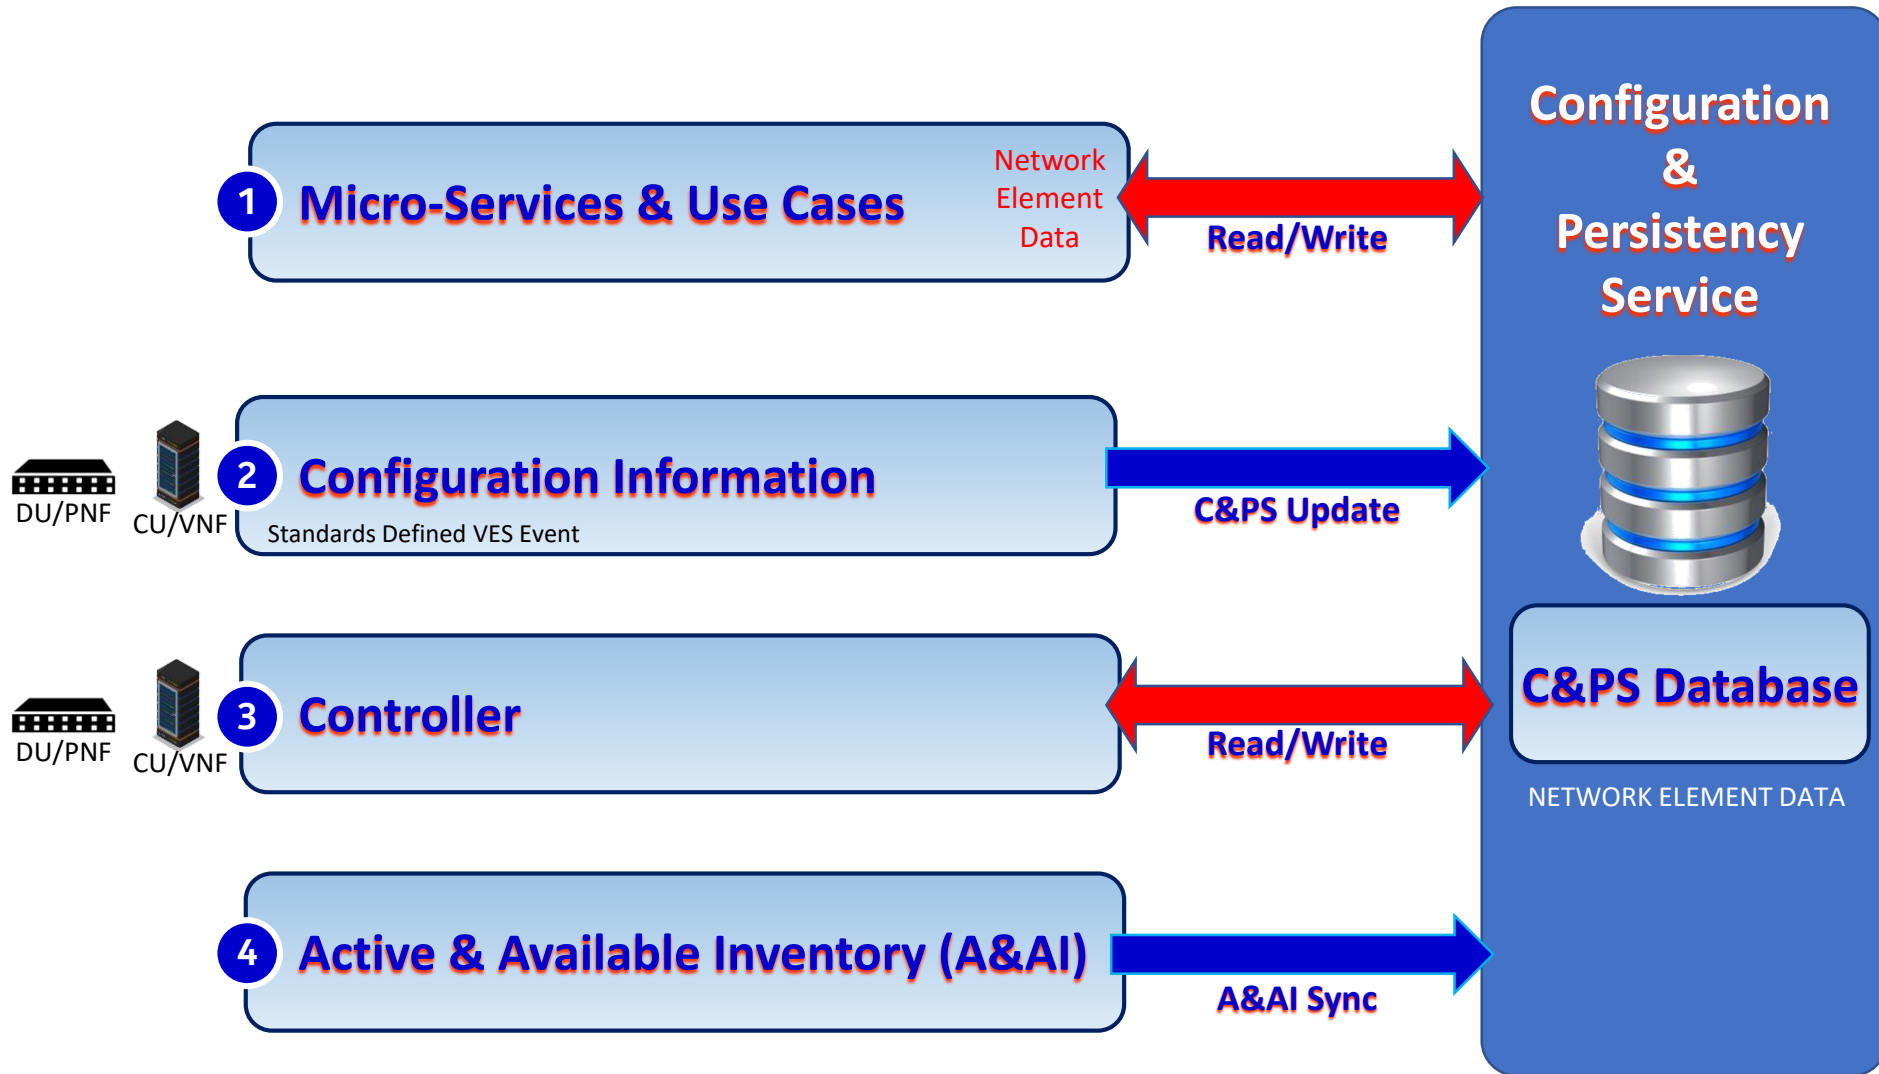 Configuration
&
Persistency
Service
1
Micro-Services & Use Cases
Network
Element
Data
Read/Write
DU/PNF
CU/VNF
2
Configuration Information
Standards Defined VES Event
C&PS Update
DU/PNF
CU/VNF
3
Controller
Read/Write
C&PS Database
NETWORK ELEMENT DATA
4
Active & Available Inventory (A&AI)
A&AI Sync